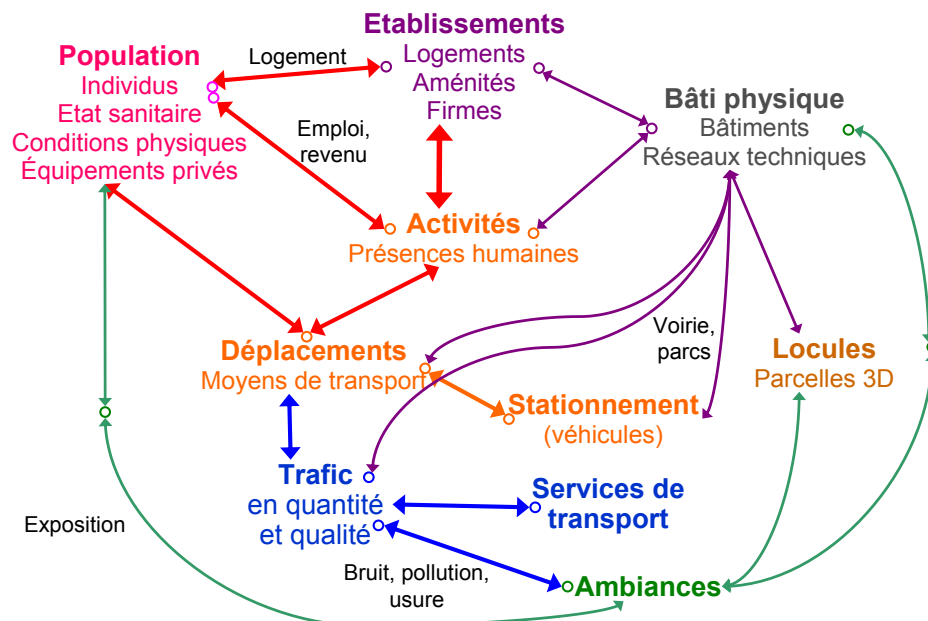 Etablissements
Logements
Aménités
Firmes
Logement
Population
Individus
Etat sanitaire
Conditions physiques
Équipements privés
Emploi,
revenu
Bâti physique
Bâtiments
Réseaux techniques
Activités
Présences humaines
Voirie,
parcs
Déplacements
Moyens de transport
Locules
Parcelles 3D
Stationnement
(véhicules)
Trafic
en quantité
et qualité
Services de
transport
Exposition
Bruit, pollution,
usure
Ambiances